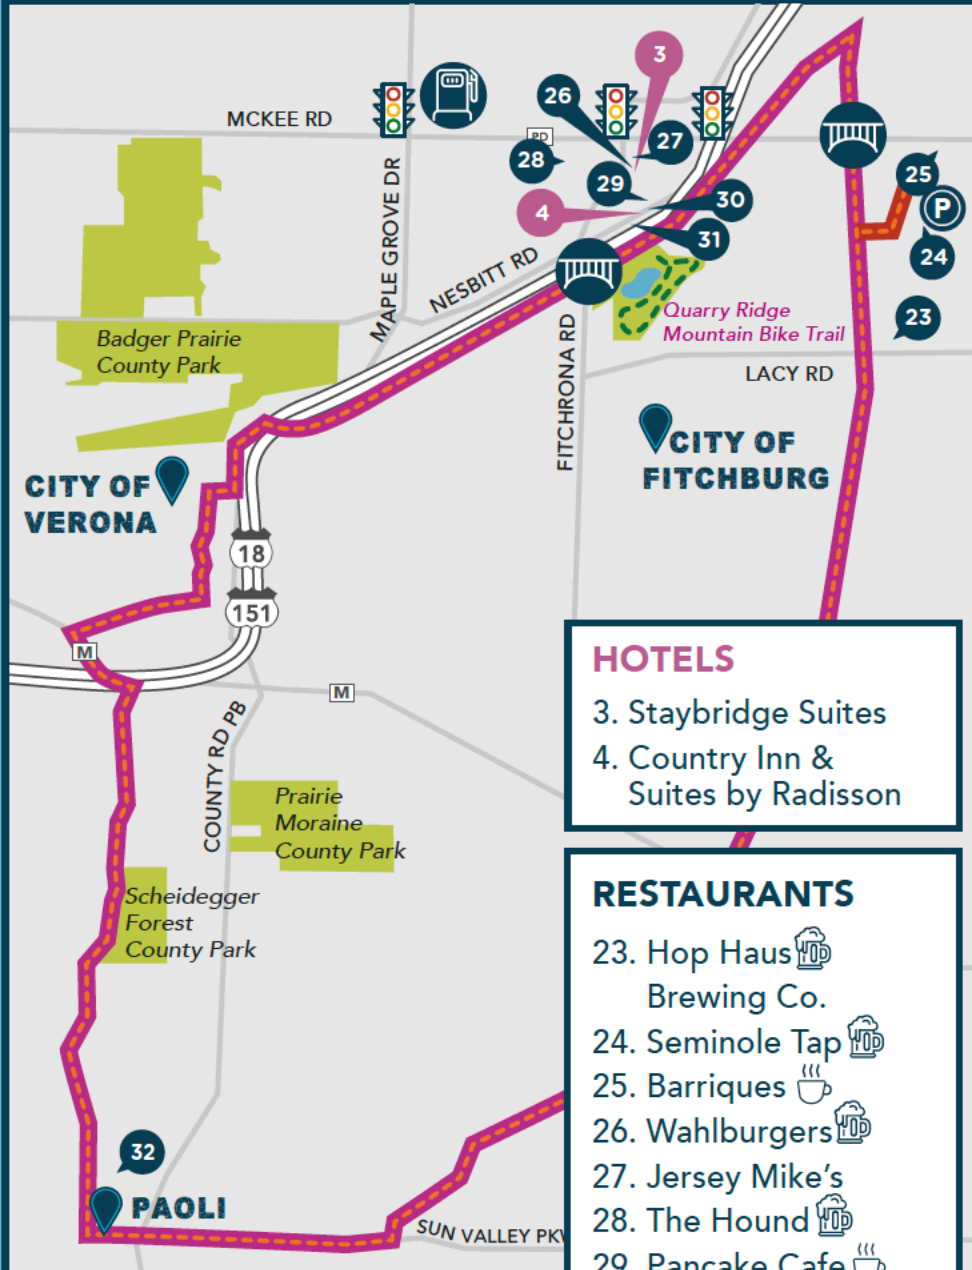 3
26
MCKEE RD
PD
27
28
25
29
30
P
4
31
24
MAPLE GROVE DR
NESBITT RD
Quarry Ridge
Mountain Bike Trail
23
Badger Prairie
County Park
LACY RD
FITCHRONA RD
CITY OF
FITCHBURG
CITY OF
VERONA
18
151
M
M
COUNTY RD PB
Prairie
Moraine
County Park
Scheidegger
Forest
County Park
32
PAOLI
SUN VALLEY PKW
HOTELS
3. Staybridge Suites
4. Country Inn &
Suites by Radisson
RESTAURANTS
23. Hop Haus
Brewing Co.
24. Seminole Tap
25. Barriques
26. Wahlburgers
27. Jersey Mike's
28. The Hound
29. Pancake Cafe